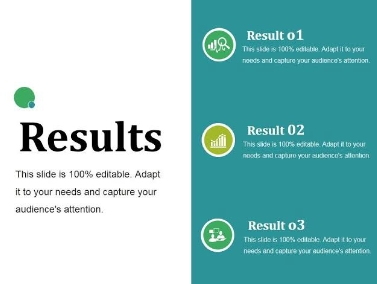 Results
This slide is 100% editable. Adapt
it to your needs and capture your
audience's attention.
Result o1
This slide is 100% editable. Adapt it to your
needs and capture your audience's attention.
Result 02
This slide is 100% editable. Adapt it to your
needs and capture your audience's attention
Result o3
This slide is 100% editable. Adapt it to your
needs and capture your audience's attention.